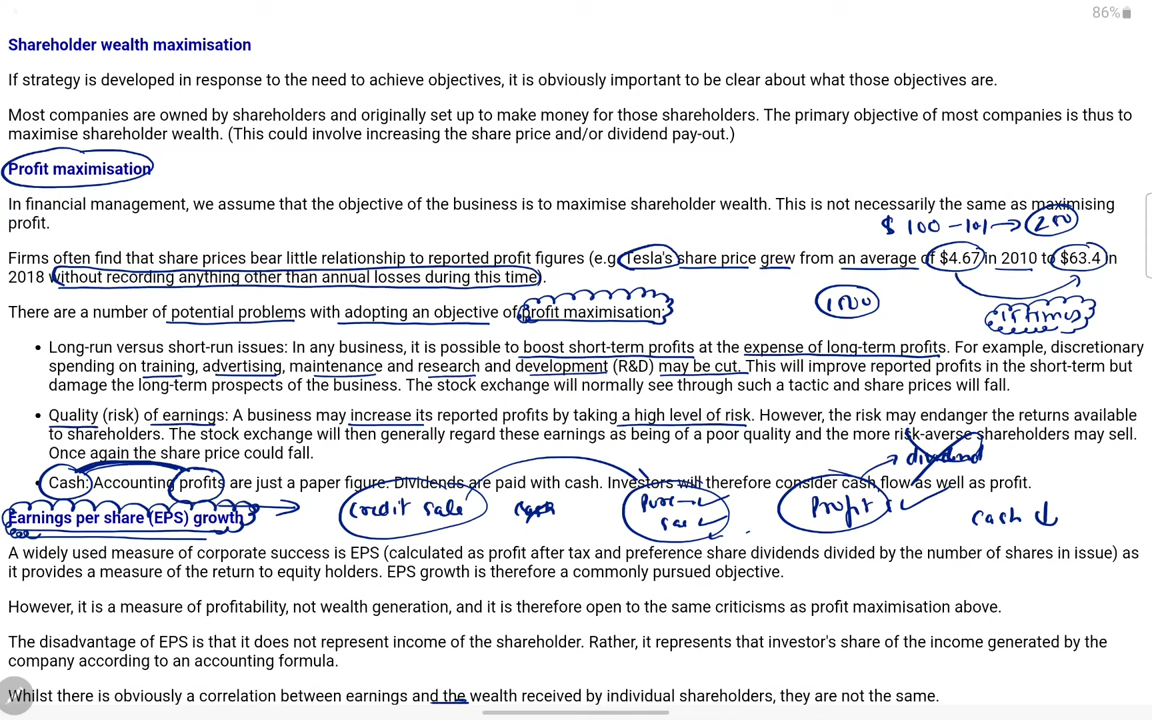 86%
Shareholder wealth maximisation
If strategy is developed in response to the need to achieve objectives, it is obviously important to be clear about what those objectives are.
Most companies are owned by shareholders and originally set up to make money for those shareholders. The primary objective of most companies is thus to
maximise shareholder wealth. (This could involve increasing the share price and/or dividend pay-out.)
Profit maximisation
In financial management, we assume that the objective of the business is to maximise shareholder wealth. This is not necessarily the same as maximising
profit.
$ 100 - 101 → 200
Firms often find that share prices bear little relationship to reported profit figures (e.g. Tesla's share price grew from an average of $4.67 in 2010 to $63.4 in
2018 without recording anything other than annual losses during this time).
There are a number of potential problems with adopting an objective of profit maximisation:
15 times
• Long-run versus short-run issues: In any business, it is possible to boost short-term profits at the expense of long-term profits. For example, discretionary
spending on training, advertising, maintenance and research and development (R&D) may be cut. This will improve reported profits in the short-term but
damage the long-term prospects of the business. The stock exchange will normally see through such a tactic and share prices will fall.
• Quality (risk) of earnings: A business may increase its reported profits by taking a high level of risk. However, the risk may endanger the returns available
to shareholders. The stock exchange will then generally regard these earnings as being of a poor quality and the more risk-averse shareholders may sell.
Once again the share price could fall.
dividend
• Cash: Accounting profits are just a paper figure. Dividends are paid with cash. Investors will therefore consider cash flow as well as profit.
credit sale
cash
Profit
cash ↓
Earnings per share (EPS) growth
A widely used measure of corporate success is EPS (calculated as profit after tax and preference share dividends divided by the number of shares in issue) as
it provides a measure of the return to equity holders. EPS growth is therefore a commonly pursued objective.
However, it is a measure of profitability, not wealth generation, and it is therefore open to the same criticisms as profit maximisation above.
The disadvantage of EPS is that it does not represent income of the shareholder. Rather, it represents that investor's share of the income generated by the
company according to an accounting formula.
Whilst there is obviously a correlation between earnings and the wealth received by individual shareholders, they are not the same.